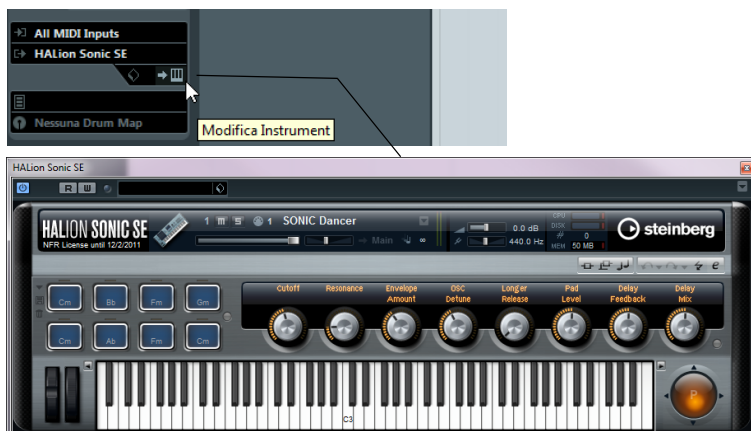 All MIDI Inputs
HALion Sonic SE
Nessuna Drum Map
Modifica Instrument
HALion Sonic SE
R W
HALION SONIC SE
NFR License until 12/2/2011
1 m S 1 SONIC Dancer
Main
0.0 dB
440.0 Hz
CPU
DISK
# 0
MEM 50 MB
steinberg
e
Cm Bb Fm Gm
Cm Ab Fm Cm
Cutoff Resonance Envelope Amount OSC Detune Longer Release Pad Level Delay Feedback Delay Mix
C3
P